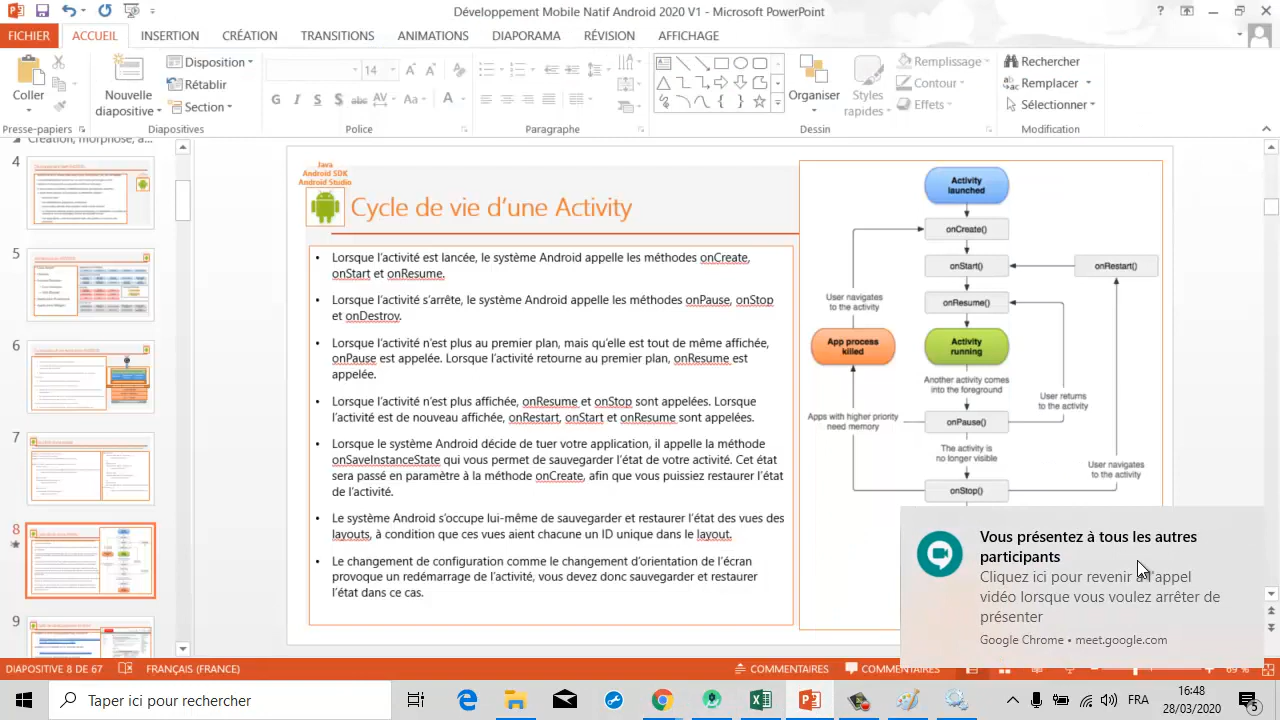 Développement Mobile Natif Android 2020 V1 - Microsoft PowerPoint
FICHIER
ACCUEIL
INSERTION
CRÉATION
TRANSITIONS
ANIMATIONS
DIAPORAMA
RÉVISION
AFFICHAGE
Coller
Nouvelle
diapositive
Disposition
Rétablir
Section
14
G I S S abc AV Aa A
Organiser
Styles
rapides
Remplissage
Contour
Effets
Rechercher
Remplacer
Sélectionner
Presse-papiers
Diapositives
Police
Paragraphe
Dessin
Modification
4
5
6
7
8
9
Java
Android SDK
Android Studio
Cycle de vie d'une Activity
• Lorsque l'activité est lancée, le système Android appelle les méthodes onCreate,
onStart et onResume.
• Lorsque l'activité s'arrête, le système Android appelle les méthodes onPause, onStop
et onDestroy.
• Lorsque l'activité n'est plus au premier plan, mais qu'elle est tout de même affichée,
onPause est appelée. Lorsque l'activité retourne au premier plan, onResume est
appelée.
• Lorsque l'activité n'est plus affichée, onResume et onStop sont appelées. Lorsque
l'activité est de nouveau affichée, onRestart, onStart et onResume sont appelées.
Lorsque le système Android décide de tuer votre application, il appelle la méthode
onSaveInstanceState qui vous permet de sauvegarder l'état de votre activité. Cet état
sera passé en paramètre à la méthode onCreate, afin que vous puissiez restaurer l'état
de l'activité.
• Le système Android s'occupe lui-même de sauvegarder et restaurer l'état des vues des
layouts, à condition que ces vues aient chacune un ID unique dans le layout.
• Le changement de configuration comme le changement d'orientation de l'écran
provoque un redémarrage de l'activité, vous devez donc sauvegarder et restaurer
l'état dans ce cas.
Activity
launched
onCreate()
onStart()
onRestart()
User navigates
to the activity
onResume()
App process
killed
Activity
running
Another activity comes
into the foreground
User returns
to the activity
Apps with higher priority
need memory
onPause()
The activity is
no longer visible
User navigates
to the activity
onStop()
Vous présentez à tous les autres
participants
Cliquez ici pour revenir à l'appel
vidéo lorsque vous voulez arrêter de
présenter
Google Chrome • meet.google.com
DIAPOSITIVE 8 DE 67
FRANÇAIS (FRANCE)
COMMENTAIRES
COMMENTAIRES
69 %
Taper ici pour rechercher
FRA
16:48
28/03/2020
5